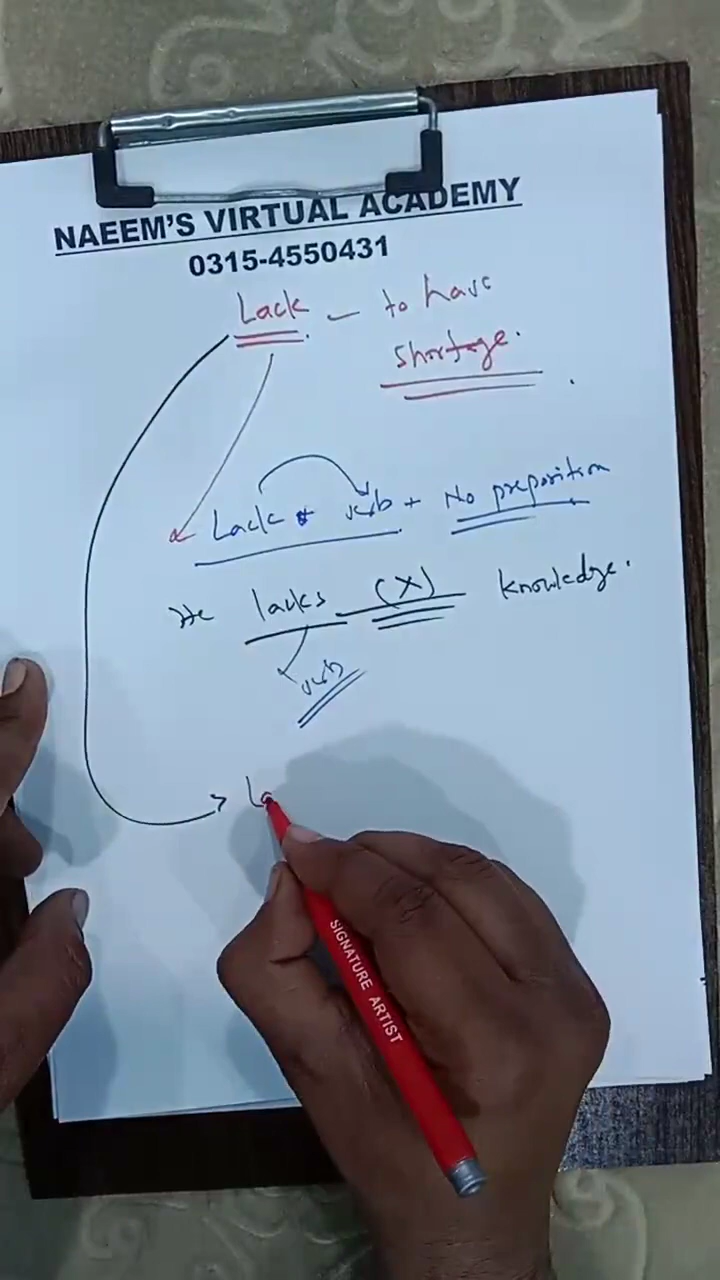 NAEEM'S VIRTUAL ACADEMY
0315-4550431
Lack - to have
shortage.
Lack verb + No preposition
He lacks (X) knowledge.
verb
La
SIGNATURE ARTIST